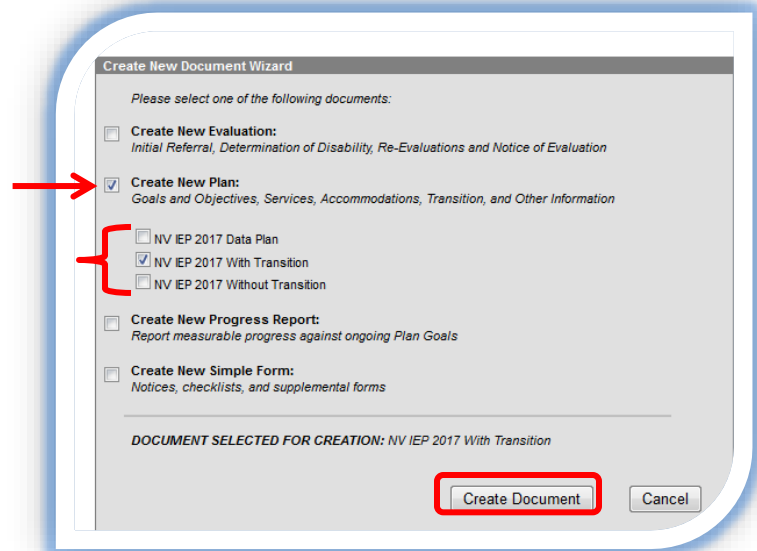 Create New Document Wizard
Please select one of the following documents:
Create New Evaluation:
Initial Referral, Determination of Disability, Re-Evaluations and Notice of Evaluation
Create New Plan:
Goals and Objectives, Services, Accommodations, Transition, and Other Information
NV IEP 2017 Data Plan
NV IEP 2017 With Transition
NV IEP 2017 Without Transition
Create New Progress Report:
Report measurable progress against ongoing Plan Goals
Create New Simple Form:
Notices, checklists, and supplemental forms
DOCUMENT SELECTED FOR CREATION: NV IEP 2017 With Transition
Create Document Cancel